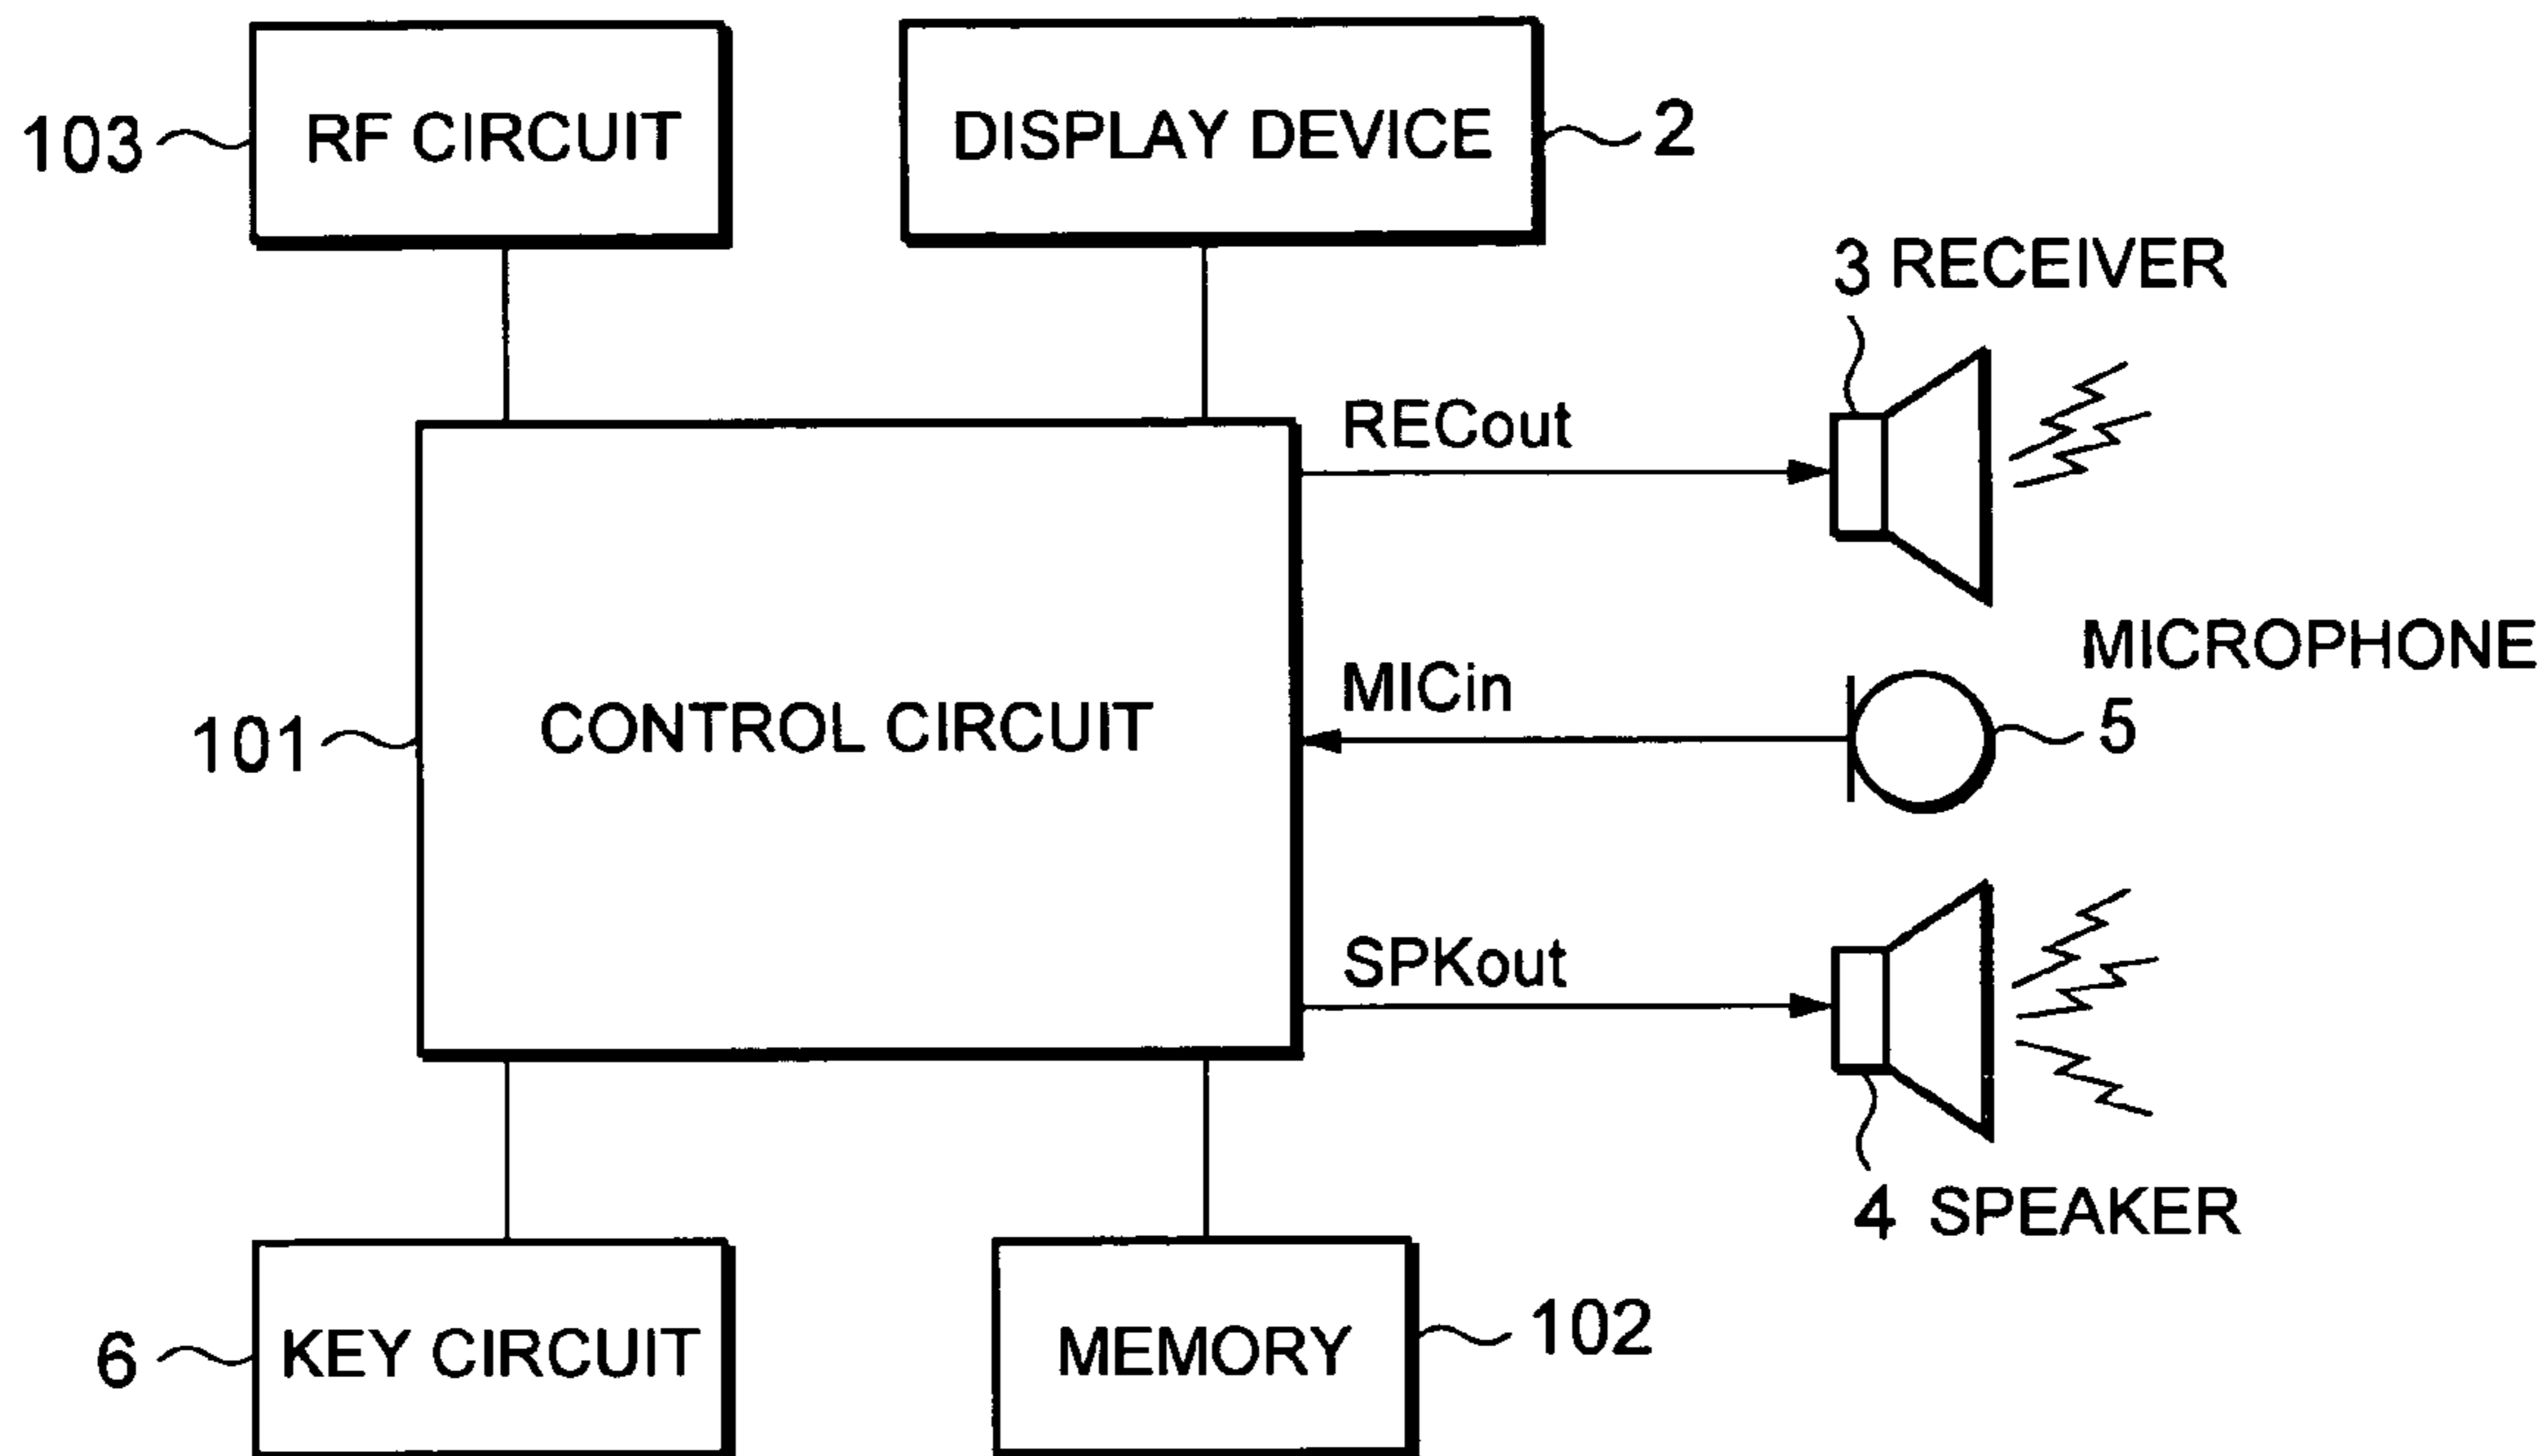 103
RF CIRCUIT
DISPLAY DEVICE
2
3 RECEIVER
RECout
MICROPHONE
5
MICin
101
CONTROL CIRCUIT
SPKout
4 SPEAKER
6
KEY CIRCUIT
MEMORY
102